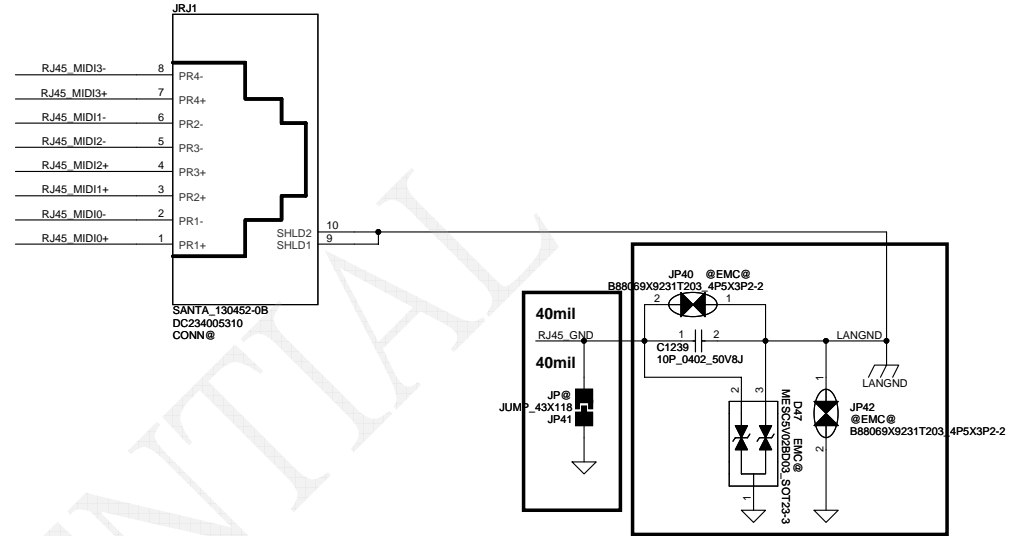 JRJ1
RJ45_MIDI3- 8 PR4-
RJ45_MIDI3+ 7 PR4+
RJ45_MIDI1- 6 PR2-
RJ45_MIDI2- 5 PR3-
RJ45_MIDI2+ 4 PR3+
RJ45_MIDI1+ 3 PR2+
RJ45_MIDI0- 2 PR1-
RJ45_MIDI0+ 1 PR1+
SHLD2 10
SHLD1 9
SANTA_130452-0B
DC234005310
CONN@
40mil
RJ45_GND
40mil
JP@
JUMP_43X118
JP41
JP40 @EMC@
B88069X9231T203_4P5X3P2-2
2 1
1 2
C1239
10P_0402_50V8J
LANGND
LANGND
2 3
D47 EMC@
MESC5V02BD03_SOT23-3
1
1
JP42
@EMC@
B88069X9231T203_4P5X3P2-2
2
ENTIAL